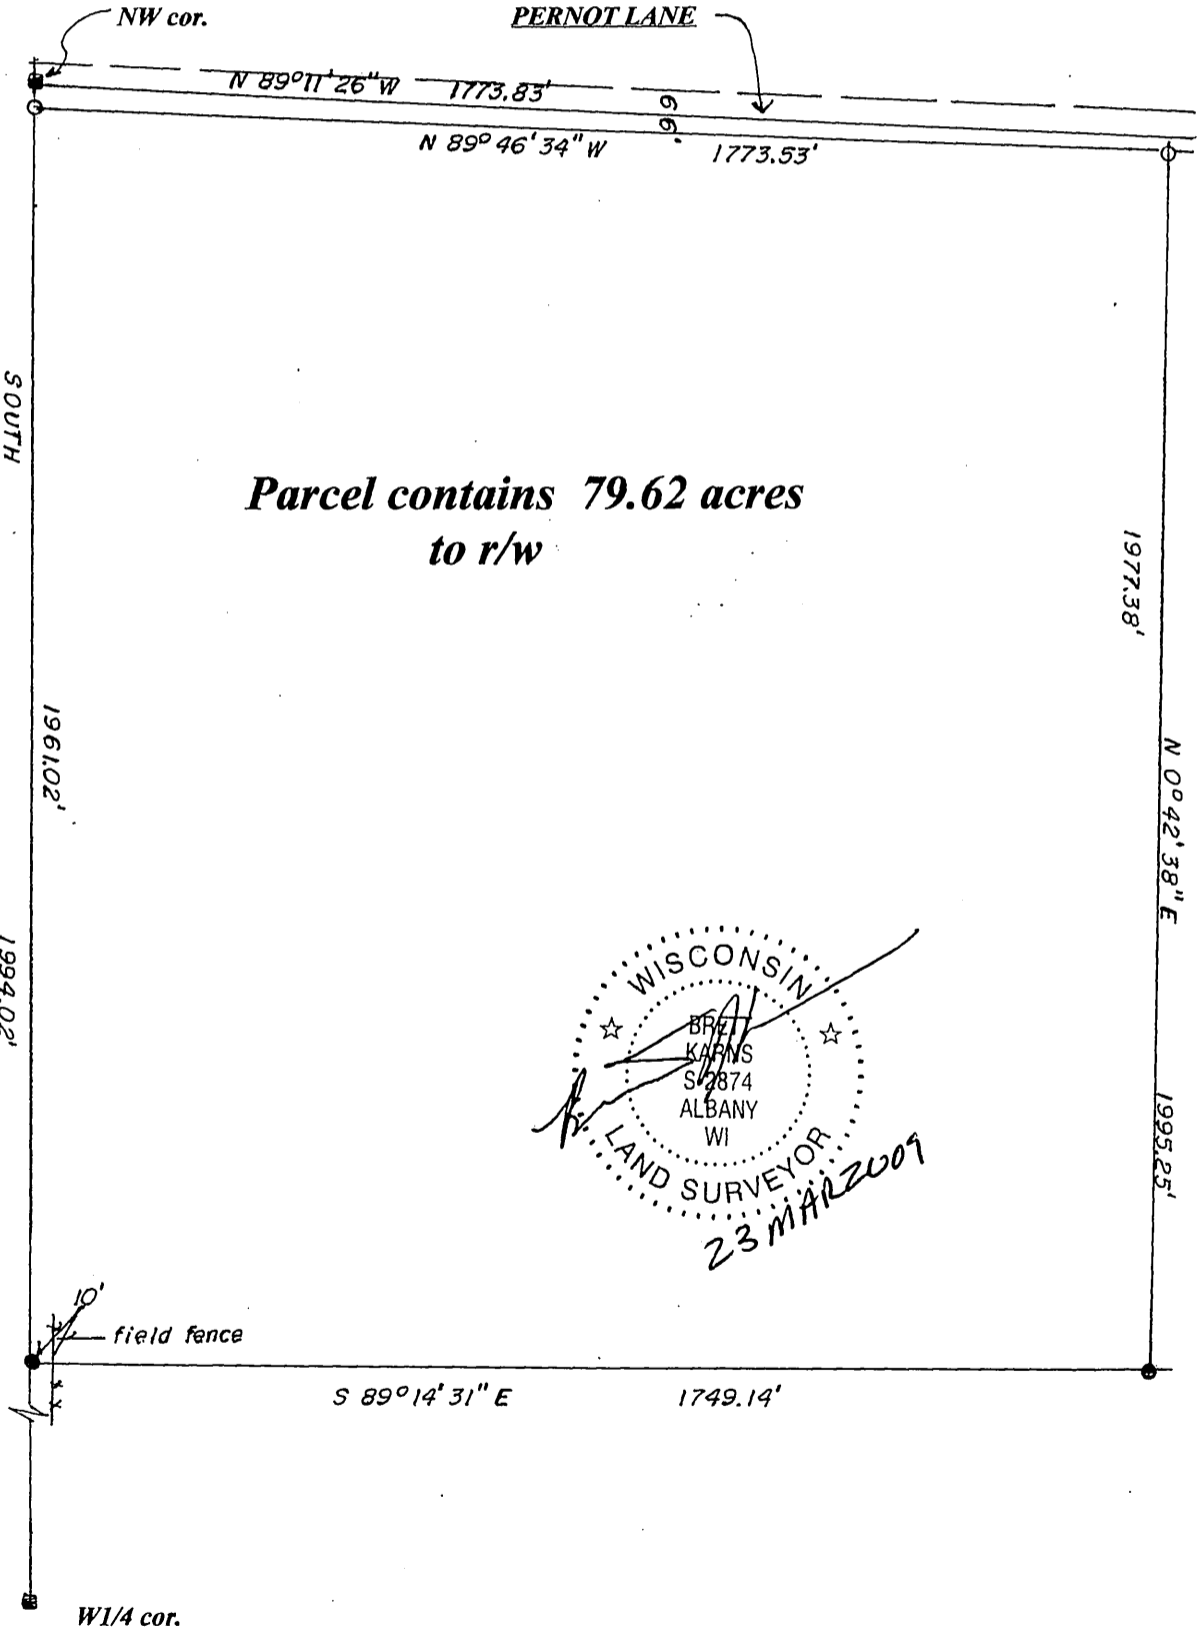 NW cor.
PERNOT LANE
N 89°11'26"W 1773.83'
66'
N 89°46'34"W 1773.53'
SOUTH
1961.02'
1994.02'
Parcel contains 79.62 acres
to r/w
1977.38'
N 0°42'38"E
1995.25'
WISCONSIN
BRETT
KARNS
S-2874
ALBANY
WI
LAND SURVEYOR
23 MAR 2009
10'
field fence
S 89°14'31"E 1749.14'
W1/4 cor.